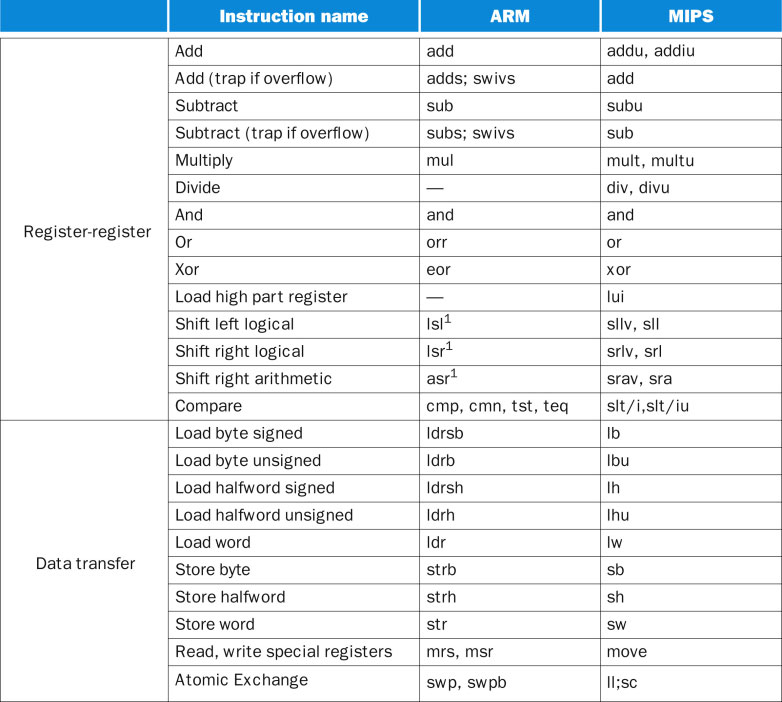 Instruction name ARM MIPS
Add add addu, addiu
Add (trap if overflow) adds; swivs add
Subtract sub subu
Subtract (trap if overflow) subs; swivs sub
Multiply mul mult, multu
Divide — div, divu
And and and
Register-register
Or orr or
Xor eor xor
Load high part register — lui
Shift left logical lsl1 sllv, sll
Shift right logical lsr1 srlv, srl
Shift right arithmetic asr1 srav, sra
Compare cmp, cmn, tst, teq slt/i,slt/iu
Load byte signed ldrsb lb
Load byte unsigned ldrb lbu
Load halfword signed ldrsh lh
Load halfword unsigned ldrh lhu
Load word ldr lw
Data transfer
Store byte strb sb
Store halfword strh sh
Store word str sw
Read, write special registers mrs, msr move
Atomic Exchange swp, swpb ll;sc